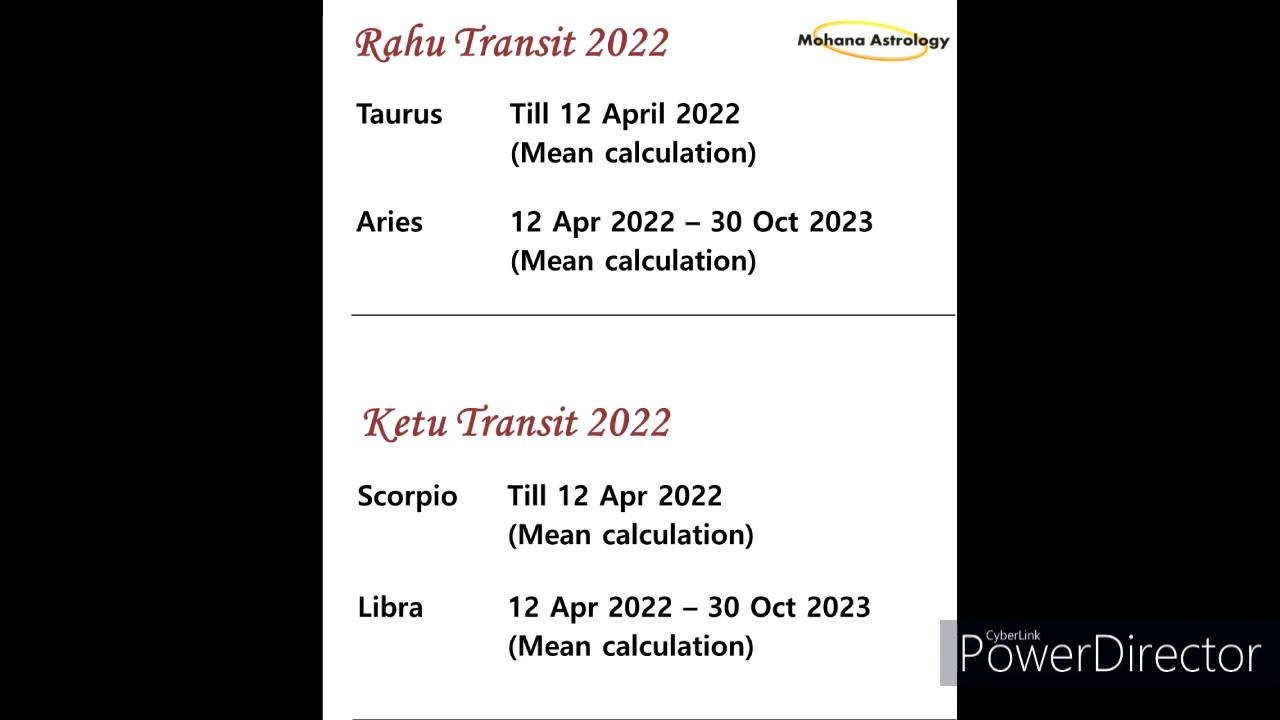 Rahu Transit 2022
Mohana Astrology
Taurus Till 12 April 2022
(Mean calculation)
Aries 12 Apr 2022 – 30 Oct 2023
(Mean calculation)
Ketu Transit 2022
Scorpio Till 12 Apr 2022
(Mean calculation)
Libra 12 Apr 2022 – 30 Oct 2023
(Mean calculation)
CyberLink
PowerDirector